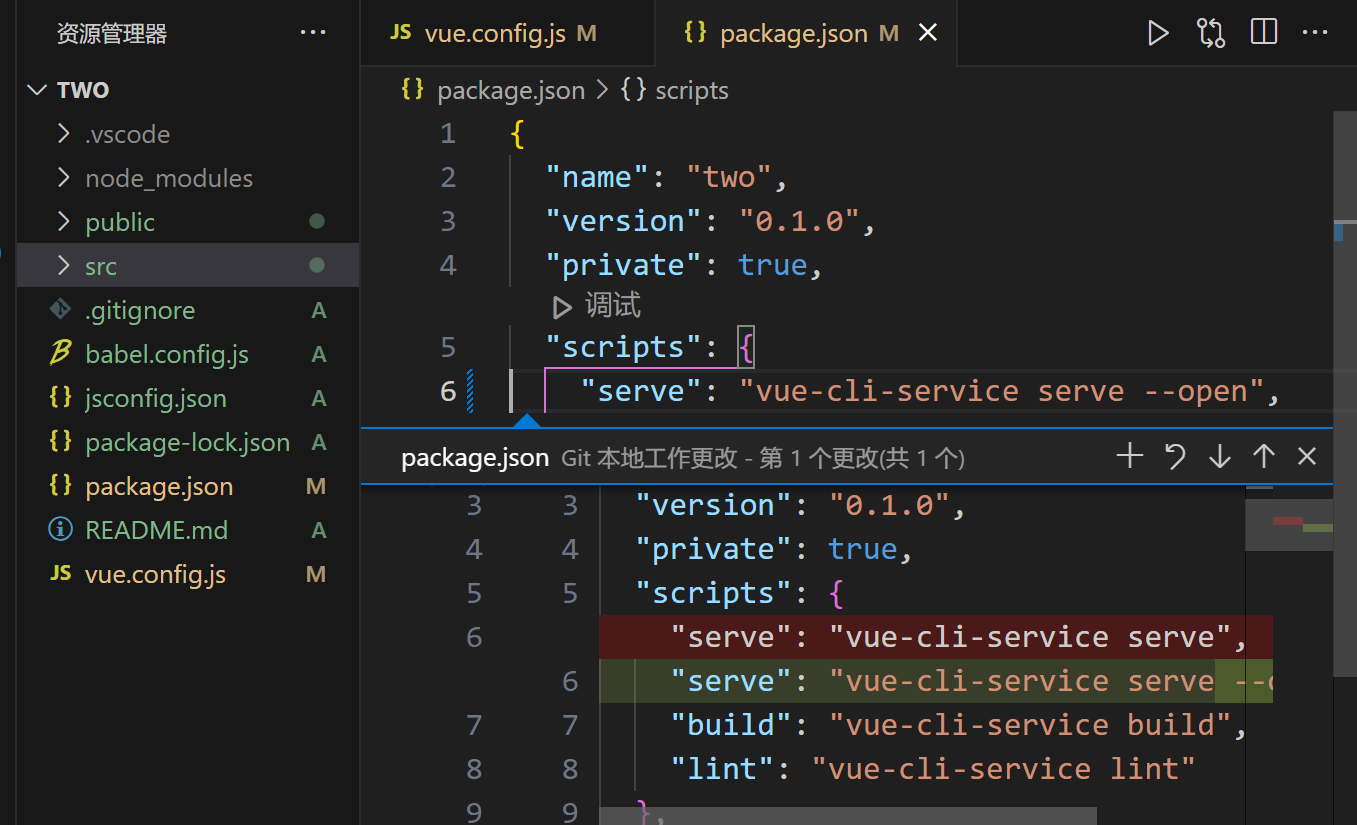 资源管理器 ···
TWO
.vscode
node_modules
public
src
.gitignore A
babel.config.js A
jsconfig.json A
package-lock.json A
package.json M
README.md A
JS vue.config.js M
JS vue.config.js M
{} package.json M
{} package.json > {} scripts
1 {
2 "name": "two",
3 "version": "0.1.0",
4 "private": true,
调试
5 "scripts": {
6 "serve": "vue-cli-service serve --open",
package.json Git 本地工作更改 - 第 1 个更改(共 1 个)
3 3 "version": "0.1.0",
4 4 "private": true,
5 5 "scripts": {
6 "serve": "vue-cli-service serve",
6 "serve": "vue-cli-service serve --
7 7 "build": "vue-cli-service build",
8 8 "lint": "vue-cli-service lint"
9 9 },